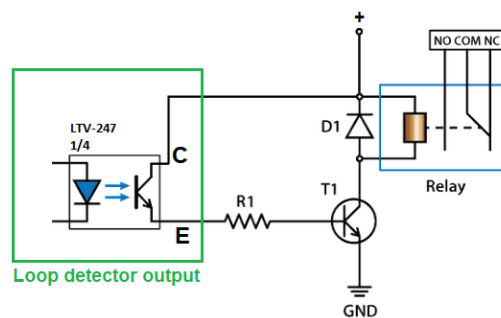 +
NO COM NC
LTV-247
1/4
C
D1
Relay
T1
R1
E
Loop detector output
GND